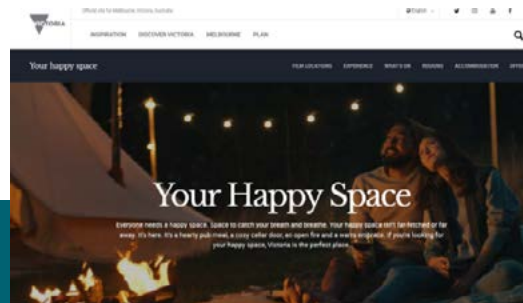 Official site for Melbourne, Victoria, Australia
English
VICTORIA
INSPIRATION DISCOVER VICTORIA MELBOURNE PLAN
Your happy space
FILM LOCATIONS EXPERIENCE WHAT'S ON REGIONS ACCOMMODATION OFFERS
Your Happy Space
Everyone needs a happy space. Space to catch your breath and breathe. Your happy space isn't far-fetched or far
away. It's here. It's a hearty pub meal, a cosy cellar door, an open fire and a warm embrace. If you're looking for
your happy space, Victoria is the perfect place.